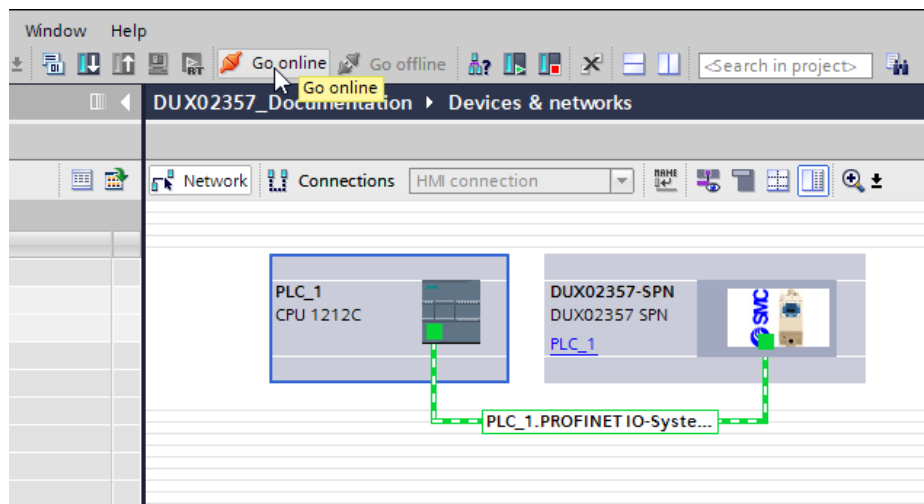 Window Help
Go online Go offline <Search in project>
Go online
DUX02357_Documentation Devices & networks
Network Connections HMI connection
PLC_1
CPU 1212C
DUX02357-SPN
DUX02357 SPN
PLC_1
SMC
PLC_1.PROFINET IO-Syste...